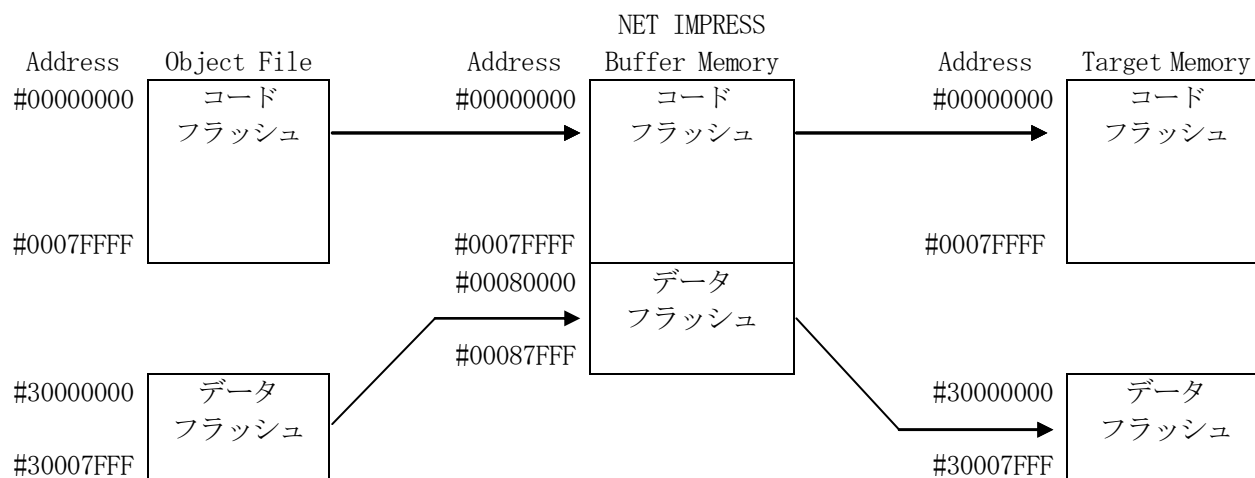 NET IMPRESS
Address Object File Address Buffer Memory Address Target Memory
#00000000 コード #00000000 コード #00000000 コード
フラッシュ フラッシュ フラッシュ
#0007FFFF #0007FFFF #0007FFFF
#00080000 データ
フラッシュ
#00087FFF
#30000000 データ #30000000 データ
フラッシュ フラッシュ
#30007FFF #30007FFF